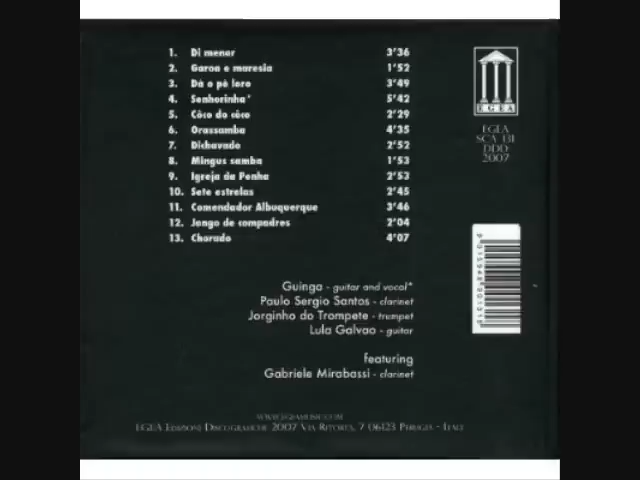 1. Di menor 3'36
2. Garoa e maresia 1'52
3. Dá o pé loro 3'49
4. Senhorinha* 5'42
5. Côco do côco 2'29
6. Orassamba 4'35
7. Dichavado 2'52
8. Mingus samba 1'53
9. Igreja da Penha 2'53
10. Sete estrelas 2'45
11. Comendador Albuquerque 3'46
12. Jongo de compadres 2'04
13. Chorado 4'07
EGEA
EGEA
SCA 131
DDD
2007
Guinga - guitar and vocal*
Paulo Sergio Santos - clarinet
Jorginho do Trompete - trumpet
Lula Galvao - guitar
featuring
Gabriele Mirabassi - clarinet
WWW.EGEAMUSIC.COM
EGEA Edizioni Discografiche 2007 Via Ritorta, 7 06123 Perugia - Italy